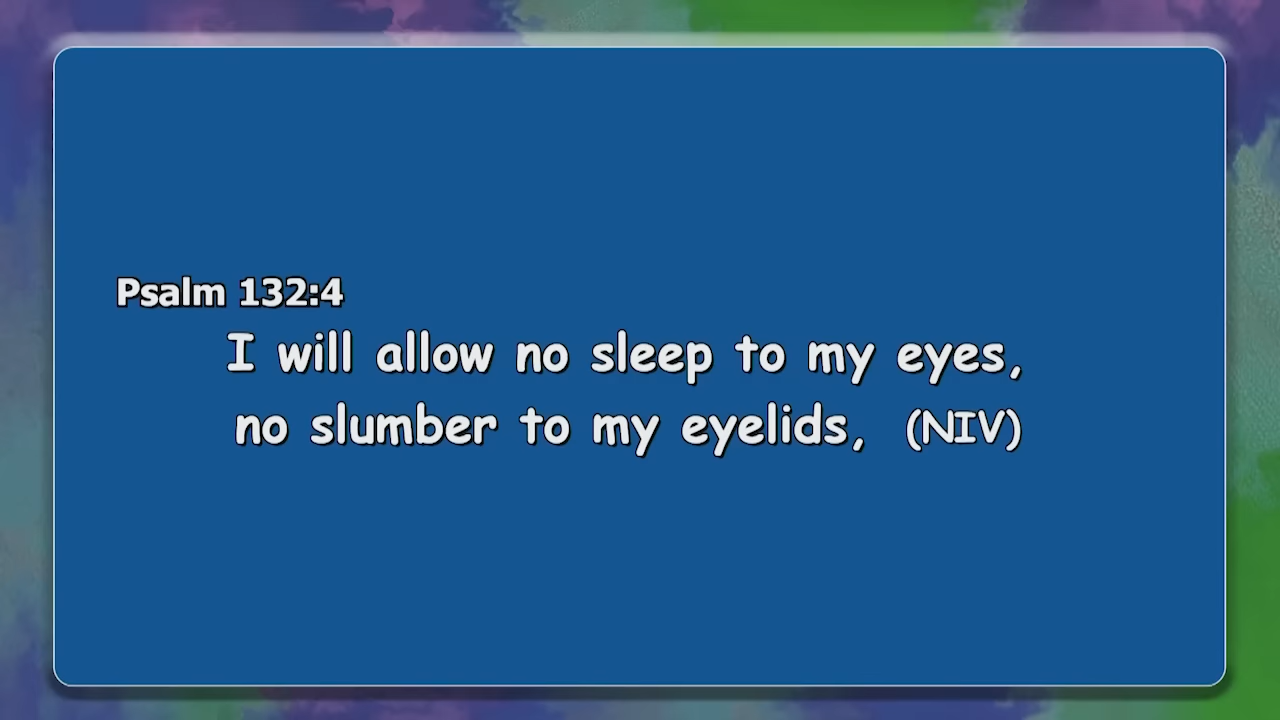 Psalm 132:4
I will allow no sleep to my eyes,
no slumber to my eyelids, (NIV)